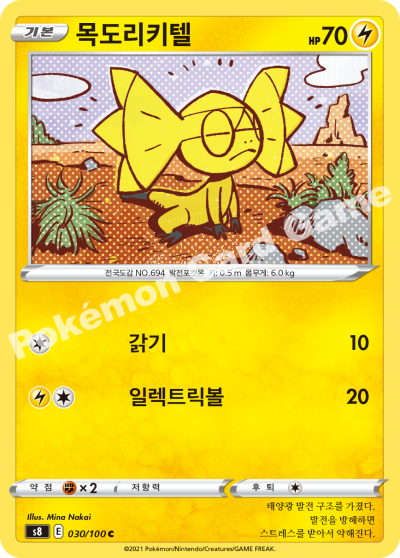 기본 목도리키텔 HP 70
전국도감 NO.694 발전포켓몬 키: 0.5 m 몸무게: 6.0 kg
Pokémon Card Game
갉기 10
일렉트릭볼 20
약점 ×2 저항력 후퇴
Illus. Mina Nakai
s8 E 030/100 C
태양광 발전 구조를 가졌다.
발전을 방해하면
스트레스를 받아서 약해진다.
©2021 Pokémon/Nintendo/Creatures/GAME FREAK.